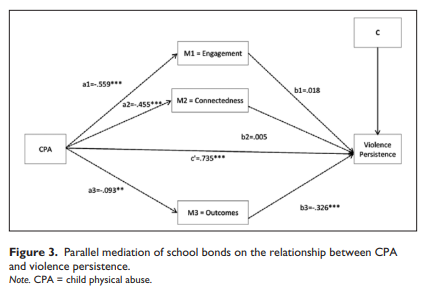 C
M1 = Engagement
a1=-.559***
b1=.018
a2=-.455***
M2 = Connectedness
b2=.005
CPA
Violence
Persistence
c'=.735***
a3=-.093**
b3=-.326***
M3 = Outcomes
Figure 3. Parallel mediation of school bonds on the relationship between CPA
and violence persistence.
Note. CPA = child physical abuse.